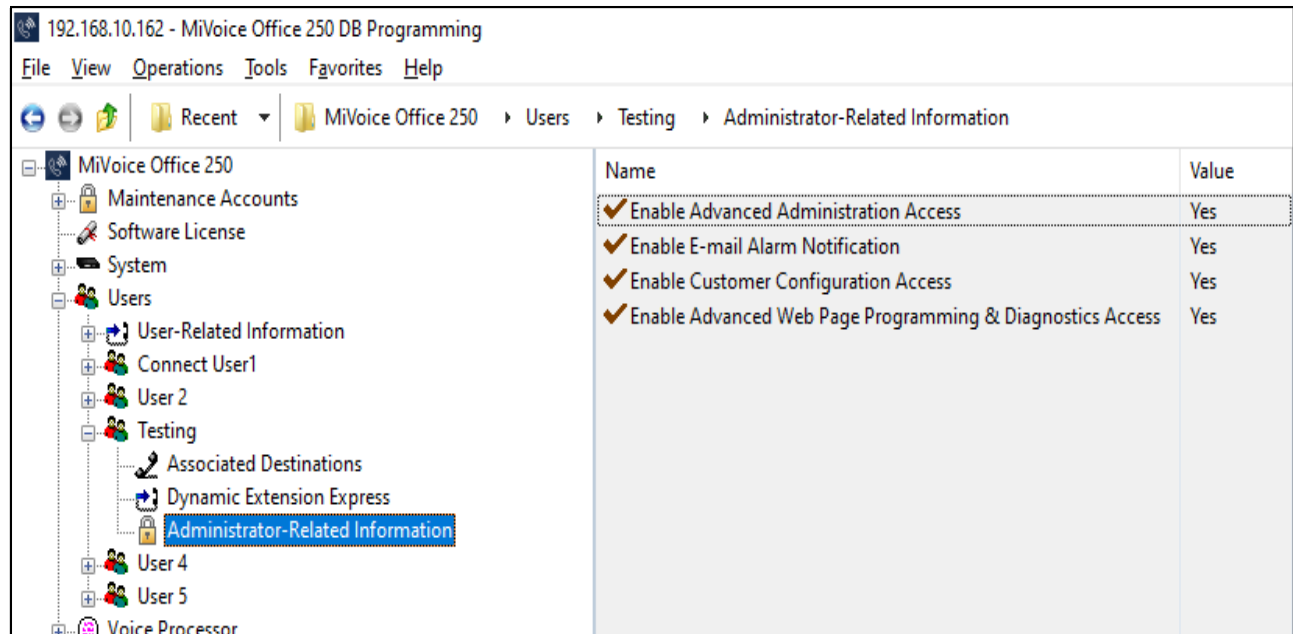 192.168.10.162 - MiVoice Office 250 DB Programming
File View Operations Tools Favorites Help
Recent MiVoice Office 250 Users Testing Administrator-Related Information
MiVoice Office 250
Maintenance Accounts
Software License
System
Users
User-Related Information
Connect User1
User 2
Testing
Associated Destinations
Dynamic Extension Express
Administrator-Related Information
User 4
User 5
Voice Processor
Name Value
Enable Advanced Administration Access Yes
Enable E-mail Alarm Notification Yes
Enable Customer Configuration Access Yes
Enable Advanced Web Page Programming & Diagnostics Access Yes